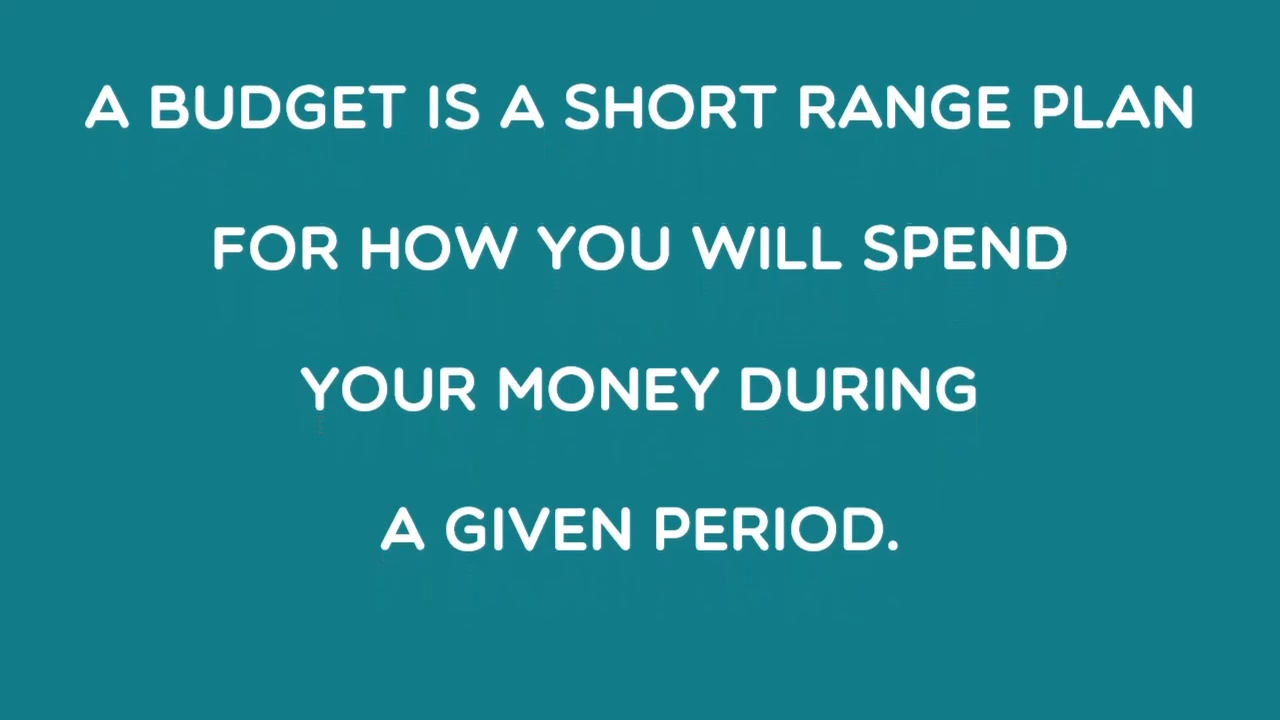 A BUDGET IS A SHORT RANGE PLAN
FOR HOW YOU WILL SPEND
YOUR MONEY DURING
A GIVEN PERIOD.